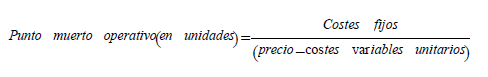 Punto muerto operativo(en unidades)= Costes fijos
(precio–costes variables unitarios)